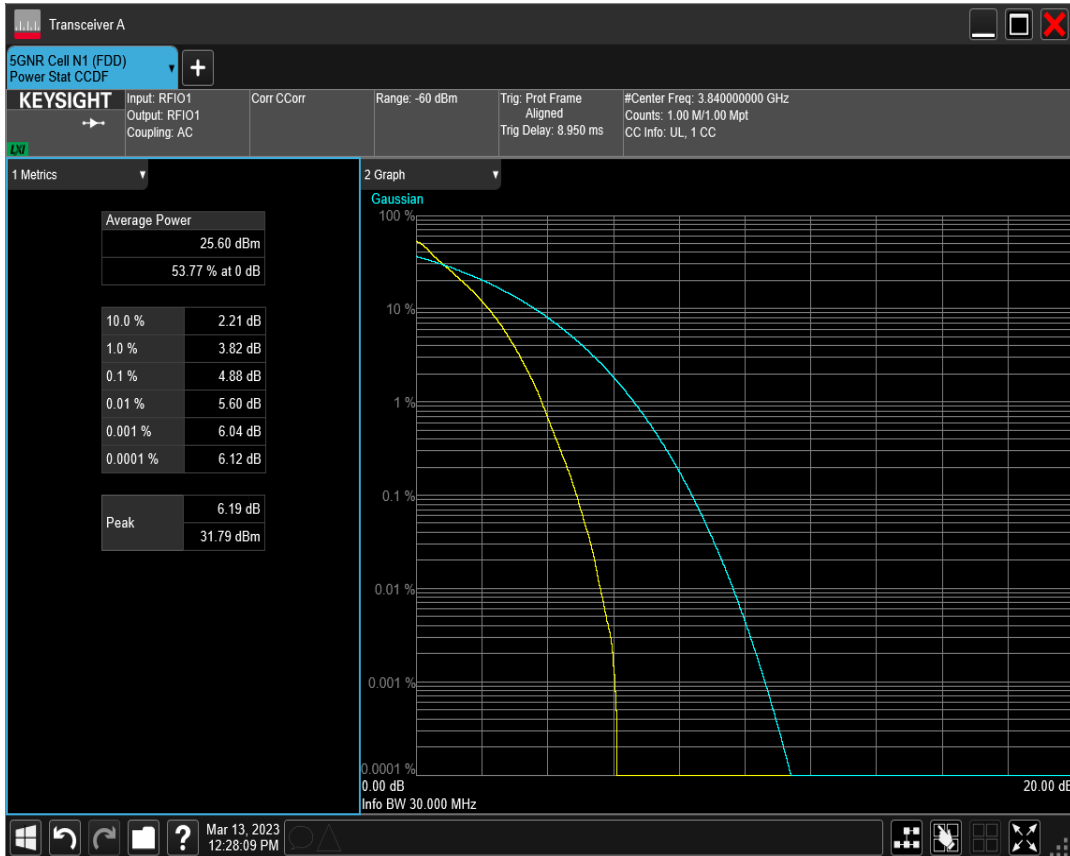 Transceiver A
5GNR Cell N1 (FDD)
Power Stat CCDF
+
KEYSIGHT
LXI
Input: RFIO1
Output: RFIO1
Coupling: AC
Corr CCorr
Range: -60 dBm
Trig: Prot Frame
Aligned
Trig Delay: 8.950 ms
#Center Freq: 3.840000000 GHz
Counts: 1.00 M/1.00 Mpt
CC Info: UL, 1 CC
1 Metrics
Average Power
25.60 dBm
53.77 % at 0 dB
10.0 % 2.21 dB
1.0 % 3.82 dB
0.1 % 4.88 dB
0.01 % 5.60 dB
0.001 % 6.04 dB
0.0001 % 6.12 dB
Peak 6.19 dB
31.79 dBm
2 Graph
Gaussian
100 %
10 %
1 %
0.1 %
0.01 %
0.001 %
0.0001 %
0.00 dB 20.00 dB
Info BW 30.000 MHz
?
Mar 13, 2023
12:28:09 PM